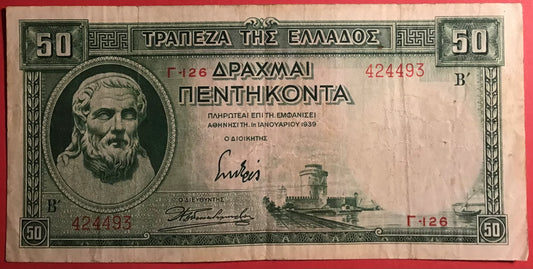 50 ΤΡΑΠΕΖΑ ΤΗΣ ΕΛΛΑΔΟΣ 50
Γ-126 ΔΡΑΧΜΑΙ 424493
ΠΕΝΤΗΚΟΝΤΑ Β′
ΠΛΗΡΩΤΕΑΙ ΕΠΙ ΤΗ, ΕΜΦΑΝΙΣΕΙ
ΑΘΗΝΗΣΙ ΤΗ, 1Η, ΙΑΝΟΥΑΡΙΟΥ 1939
Ο ΔΙΟΙΚΗΤΗΣ
Ο ΔΙΕΥΘΥΝΤΗΣ
Β′ 424493 Γ-126
50 50